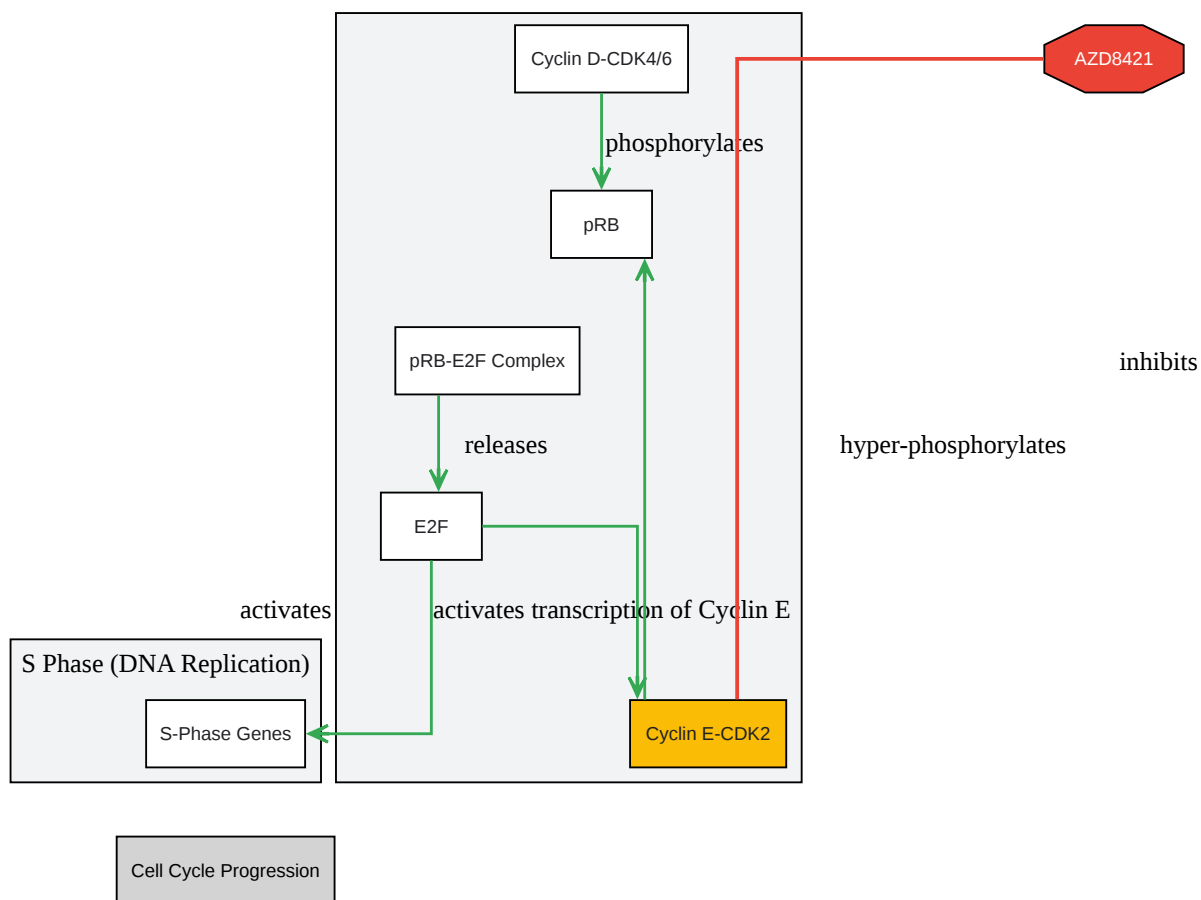 Cyclin D-CDK4/6
AZD8421
phosphorylates
pRB
pRB-E2F Complex
inhibits
releases
hyper-phosphorylates
E2F
activates
activates transcription of Cyclin E
S Phase (DNA Replication)
S-Phase Genes
Cyclin E-CDK2
Cell Cycle Progression